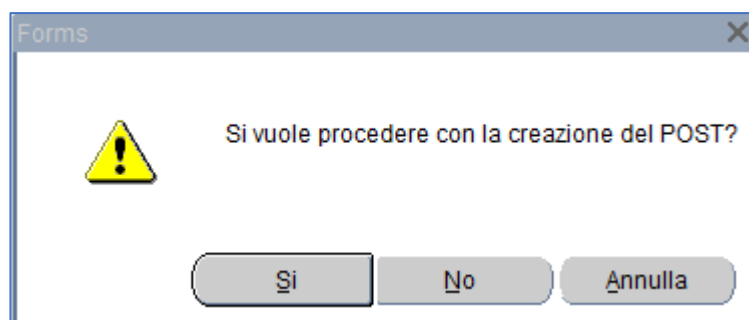 Forms
Si vuole procedere con la creazione del POST?
Si No Annulla